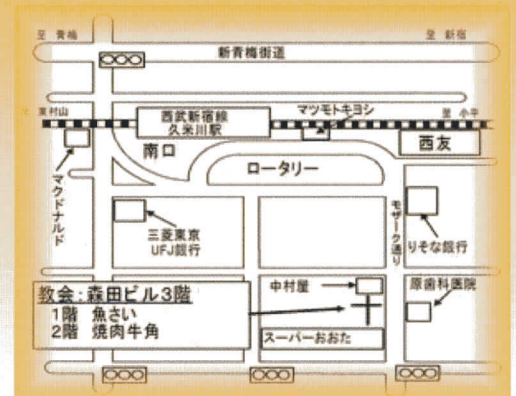 至 青梅
至 新宿
新青梅街道
東村山
西武新宿線
久米川駅
マツモトキヨシ
至 小平
南口
西友
ロータリー
マクドナルド
三菱東京
UFJ銀行
モザーク通り
りそな銀行
教会:森田ビル3階
1階 魚さい
2階 焼肉牛角
中村屋
原歯科医院
スーパーおおた